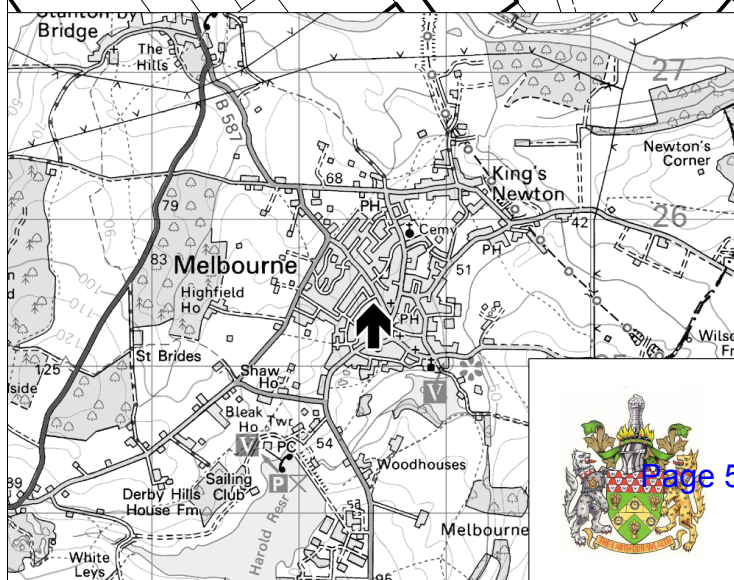 Stanton by
Bridge
The
Hills
B 587
27
Newton's
Corner
King's
Newton
68
79
PH
Cemy
26
42
PH
83
Melbourne
51
Highfield
Ho
PH
St Brides
125
Shaw
Ho
V
Bleak
Ho
Twr
V
PC
54
P
Sailing
Club
Woodhouses
Derby Hills
House Fm
Harold Resr
Melbourne
White
Leys
Page 5